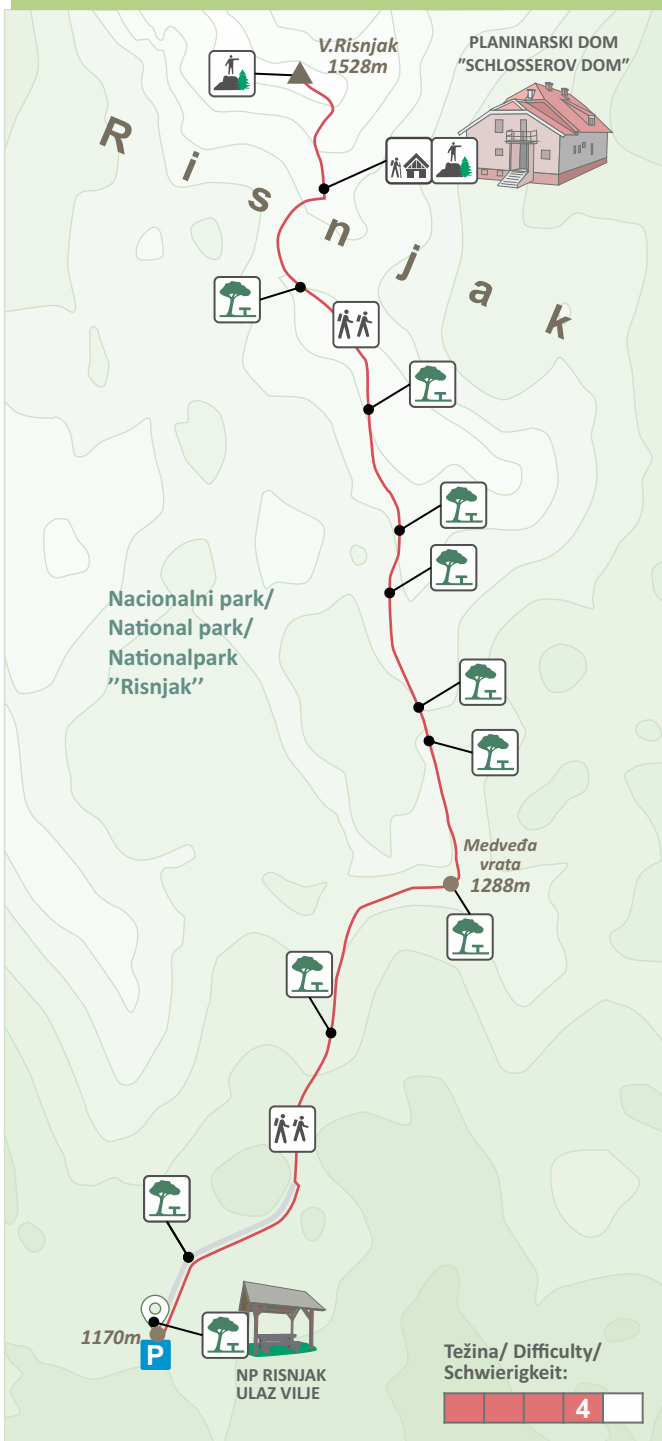 V.Risnjak
1528m
PLANINARSKI DOM
"SCHLOSSEROV DOM"
Risnjak
Nacionalni park/
National park/
Nationalpark
’’Risnjak’’
Medveđa
vrata
1288m
1170m
P
NP RISNJAK
ULAZ VILJE
Težina/ Difficulty/
Schwierigkeit:
4